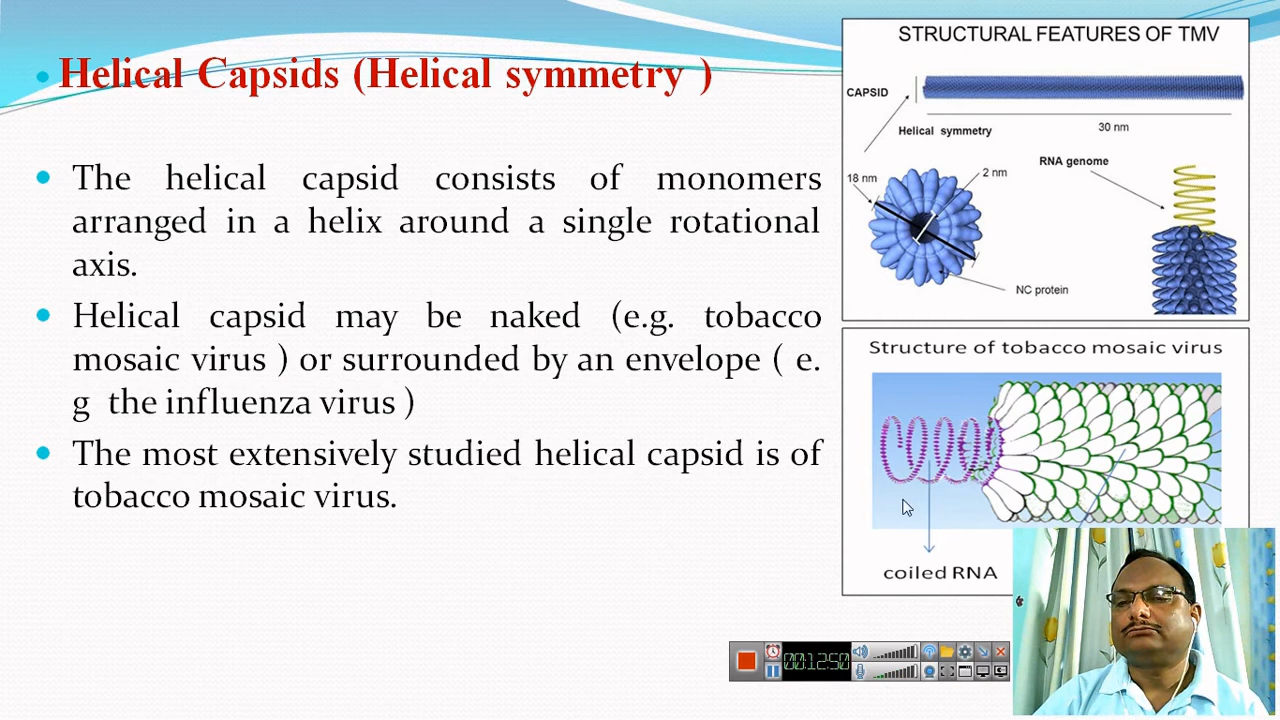 Helical Capsids (Helical symmetry )
The helical capsid consists of monomers
arranged in a helix around a single rotational
axis.
Helical capsid may be naked (e.g. tobacco
mosaic virus ) or surrounded by an envelope ( e.
g the influenza virus )
The most extensively studied helical capsid is of
tobacco mosaic virus.
STRUCTURAL FEATURES OF TMV
CAPSID
Helical symmetry
30 nm
RNA genome
18 nm
2 nm
NC protein
Structure of tobacco mosaic virus
coiled RNA
00:12:50